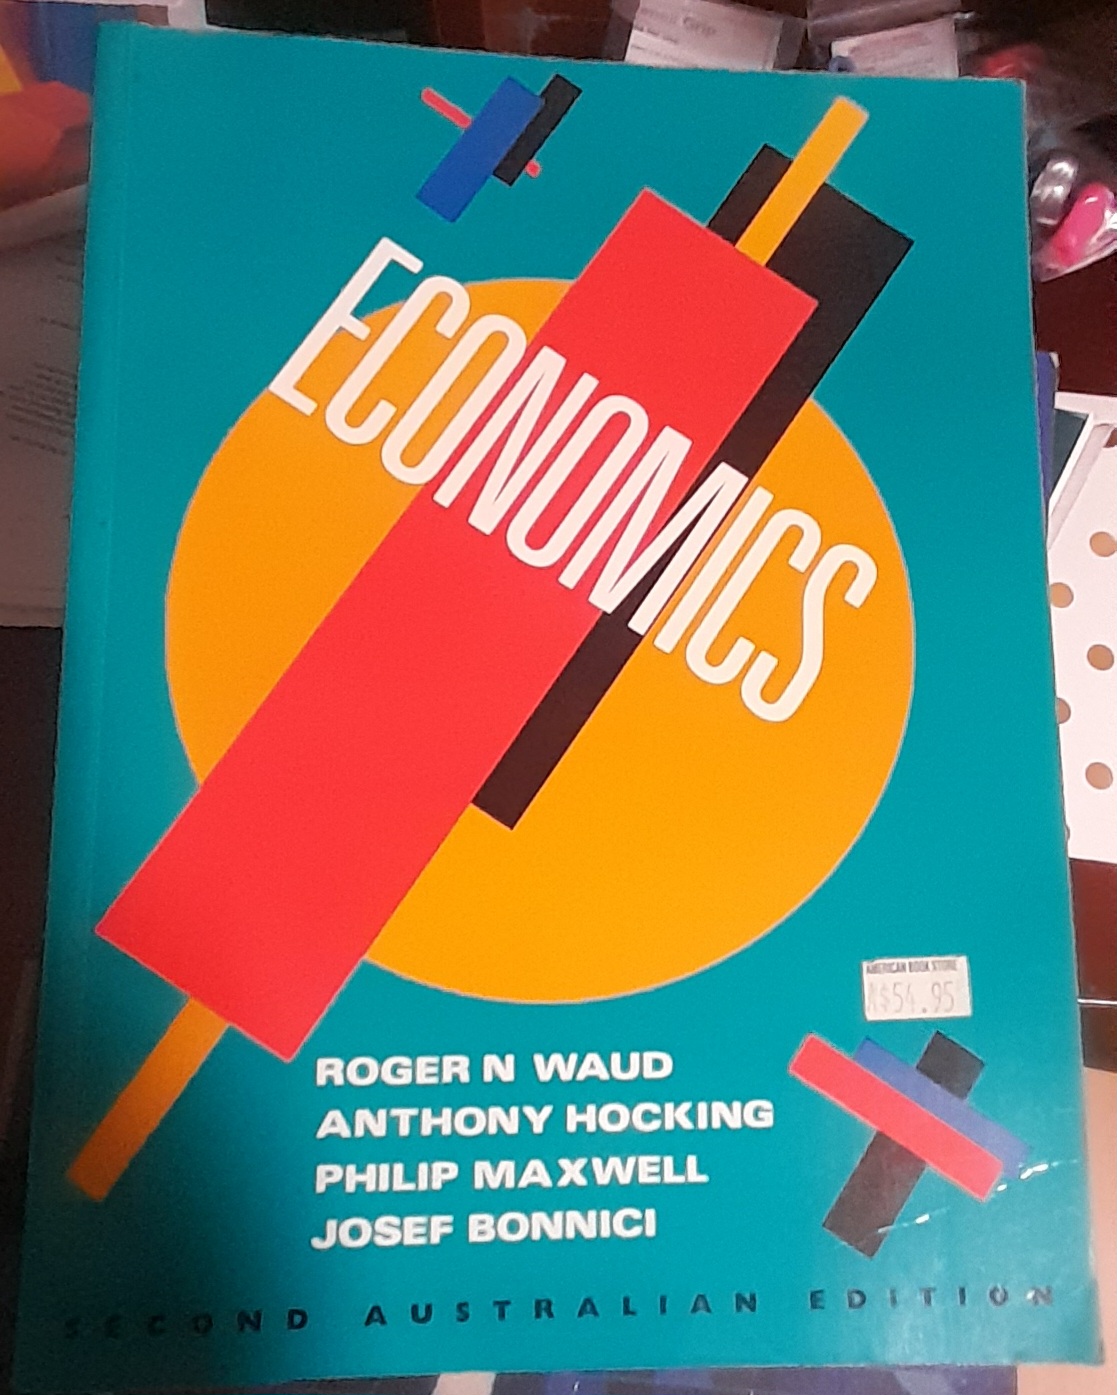 ECONOMICS
AMERICAN BOOK STORE
A$54.95
ROGER N WAUD
ANTHONY HOCKING
PHILIP MAXWELL
JOSEF BONNICI
SECOND AUSTRALIAN EDITION